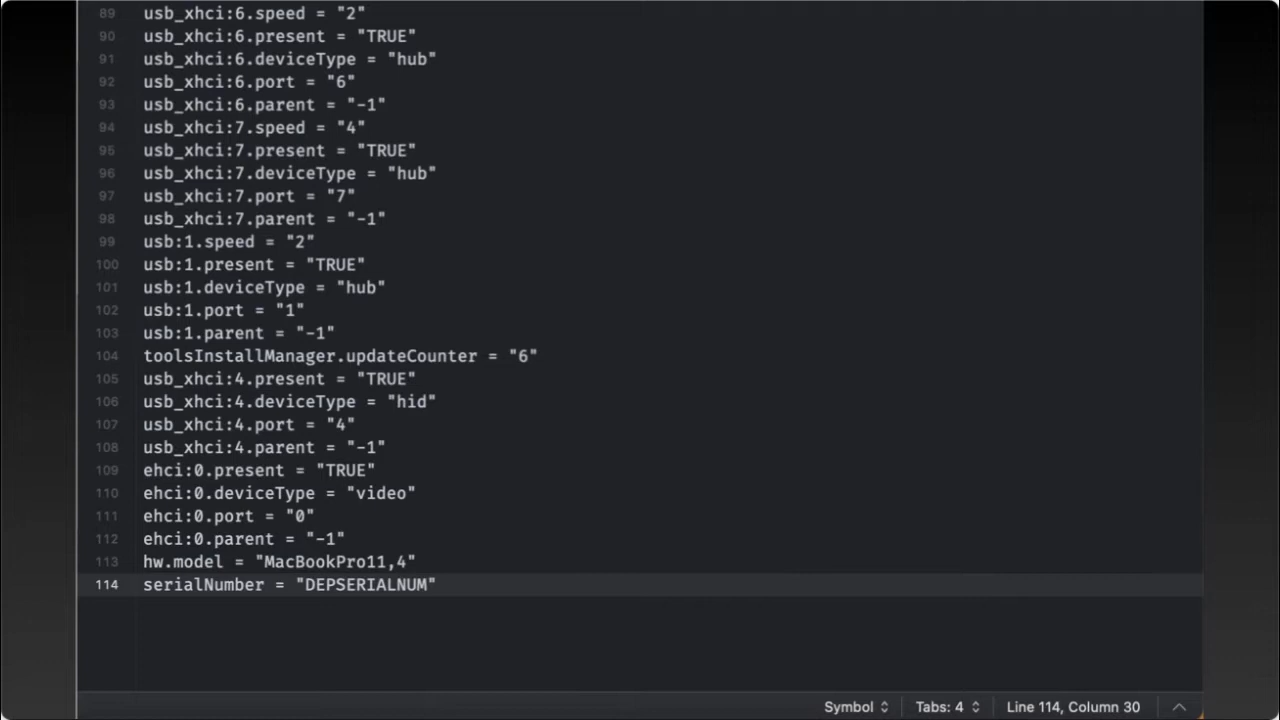 89 usb_xhci:6.speed = "2"
90 usb_xhci:6.present = "TRUE"
91 usb_xhci:6.deviceType = "hub"
92 usb_xhci:6.port = "6"
93 usb_xhci:6.parent = "-1"
94 usb_xhci:7.speed = "4"
95 usb_xhci:7.present = "TRUE"
96 usb_xhci:7.deviceType = "hub"
97 usb_xhci:7.port = "7"
98 usb_xhci:7.parent = "-1"
99 usb:1.speed = "2"
100 usb:1.present = "TRUE"
101 usb:1.deviceType = "hub"
102 usb:1.port = "1"
103 usb:1.parent = "-1"
104 toolsInstallManager.updateCounter = "6"
105 usb_xhci:4.present = "TRUE"
106 usb_xhci:4.deviceType = "hid"
107 usb_xhci:4.port = "4"
108 usb_xhci:4.parent = "-1"
109 ehci:0.present = "TRUE"
110 ehci:0.deviceType = "video"
111 ehci:0.port = "0"
112 ehci:0.parent = "-1"
113 hw.model = "MacBookPro11,4"
114 serialNumber = "DEPSERIALNUM"
Symbol Tabs: 4 Line 114, Column 30